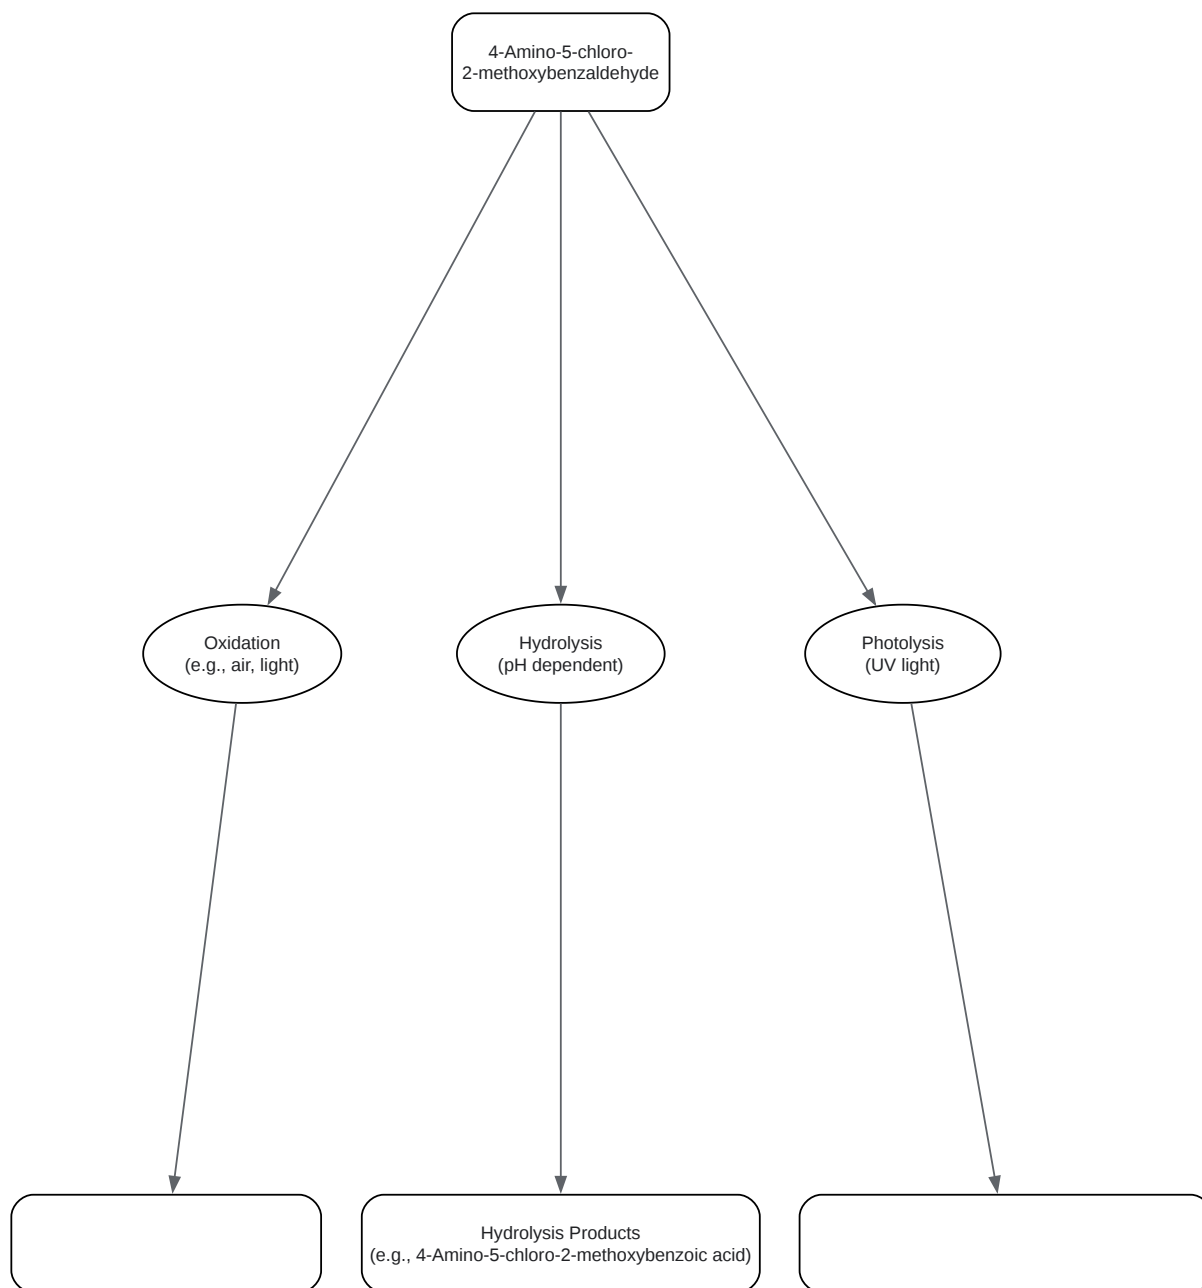 4-Amino-5-chloro-
2-methoxybenzaldehyde
Oxidation
(e.g., air, light)
Hydrolysis
(pH dependent)
Photolysis
(UV light)
Hydrolysis Products
(e.g., 4-Amino-5-chloro-2-methoxybenzoic acid)